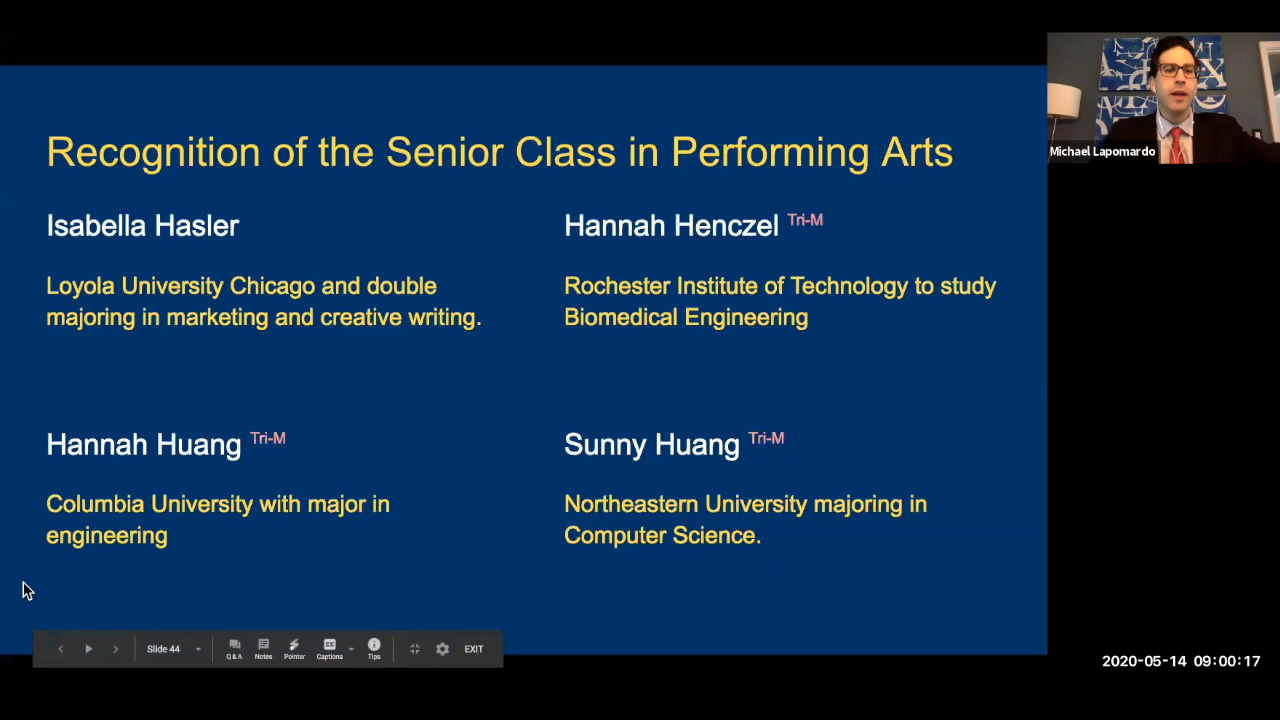 Recognition of the Senior Class in Performing Arts
Isabella Hasler
Loyola University Chicago and double
majoring in marketing and creative writing.
Hannah Henczel Tri-M
Rochester Institute of Technology to study
Biomedical Engineering
Hannah Huang Tri-M
Columbia University with major in
engineering
Sunny Huang Tri-M
Northeastern University majoring in
Computer Science.
Slide 44
Q & A
Notes
Pointer
CC
Captions
Tips
EXIT
Michael Lapomardo
2020-05-14 09:00:17